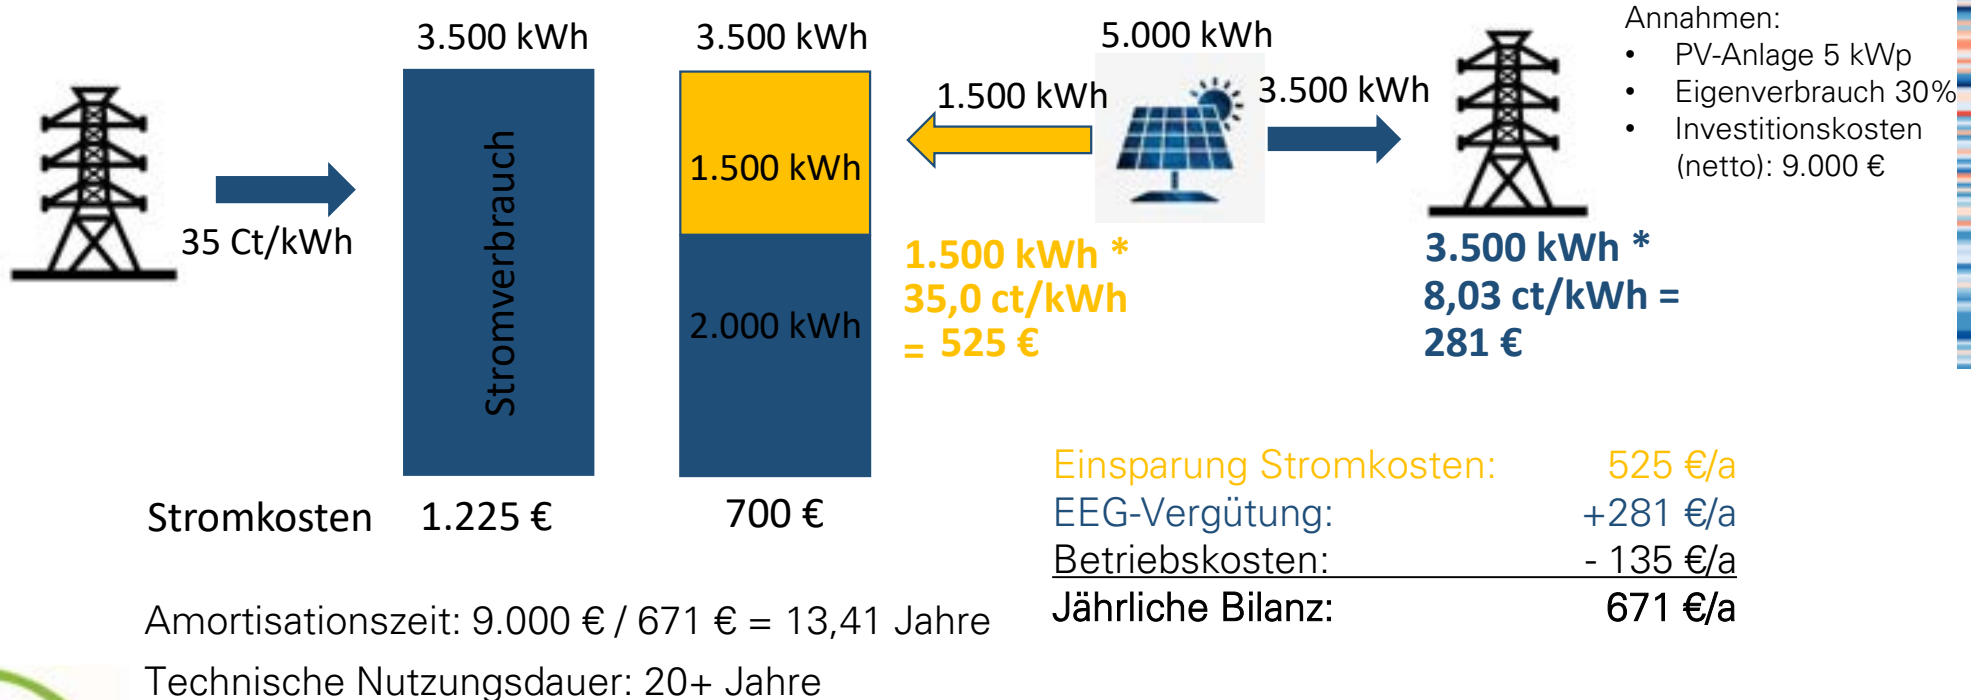 Annahmen:
• PV-Anlage 5 kWp
• Eigenverbrauch 30%
• Investitionskosten
(netto): 9.000 €
3.500 kWh
3.500 kWh
5.000 kWh
1.500 kWh
3.500 kWh
35 Ct/kWh
Stromverbrauch
1.500 kWh
2.000 kWh
1.500 kWh *
35,0 ct/kWh
= 525 €
3.500 kWh *
8,03 ct/kWh =
281 €
Stromkosten 1.225 € 700 €
Einsparung Stromkosten: 525 €/a
EEG-Vergütung: +281 €/a
Betriebskosten: - 135 €/a
Jährliche Bilanz: 671 €/a
Amortisationszeit: 9.000 € / 671 € = 13,41 Jahre
Technische Nutzungsdauer: 20+ Jahre